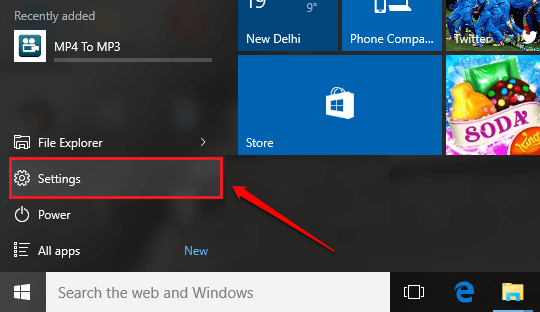 Recently added
MP4 To MP3
File Explorer
Settings
Power
All apps New
Search the web and Windows
19 9°
New Delhi
Phone Compa...
Twitter
Store
SODA